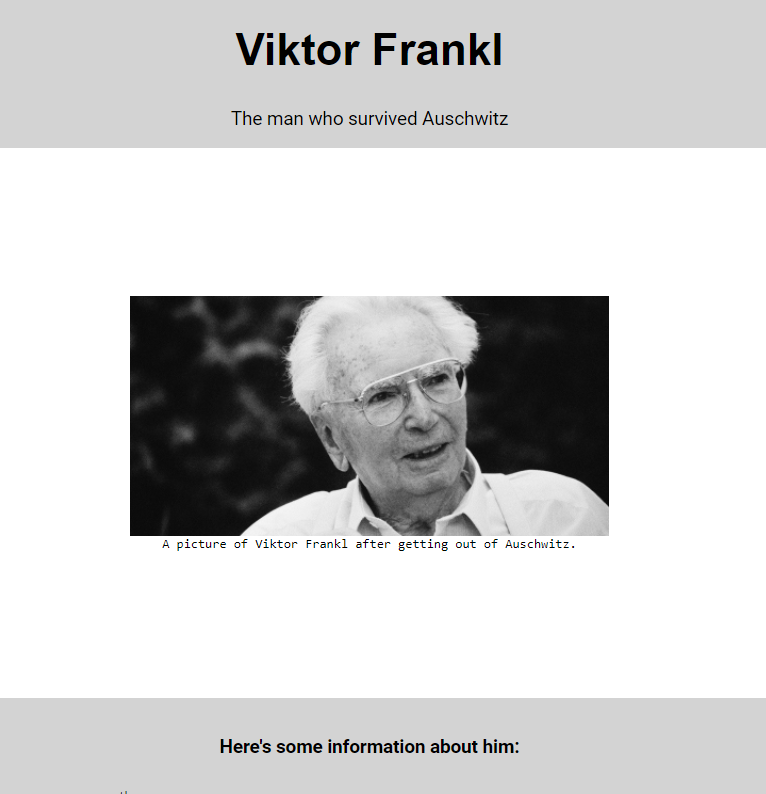 Viktor Frankl
The man who survived Auschwitz
A picture of Viktor Frankl after getting out of Auschwitz.
Here's some information about him: